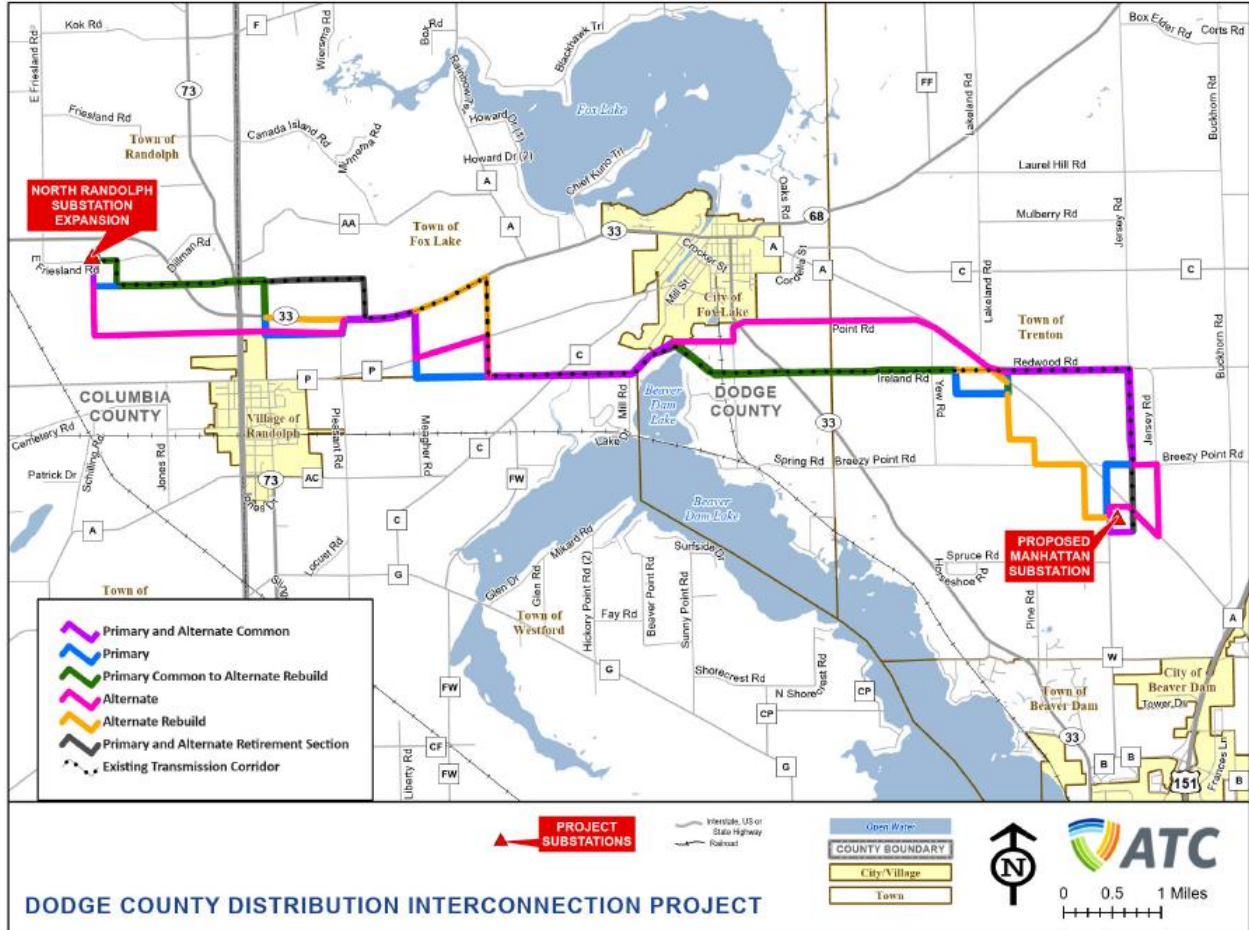 Kok Rd
F
Wiersma Rd
Box Rd
Blackhawk Trl
Box Elder Rd
Corts Rd
E Friesland Rd
73
Rainbow Ter
Fox Lake
FF
Lakeland Rd
Buckhorn Rd
Friesland Rd
Town of
Randolph
Canada Island Rd
Howard Dr (1)
Howard Dr (2)
Chief Kuno Trl
Laurel Hill Rd
A
NORTH RANDOLPH
SUBSTATION
EXPANSION
AA
Town of
Fox Lake
A
Oaks Rd
68
Mulberry Rd
Jersey Rd
33
A
E
Friesland Rd
Dillman Rd
Crocker St
Mill St
City of
Fox Lake
A
C
C
Lakeland Rd
33
Town of
Trenton
Point Rd
Redwood Rd
Buckhorn Rd
C
P
P
COLUMBIA
COUNTY
Village of
Randolph
Pleasant Rd
Meagher Rd
Mill Rd
Beaver
Dam
Lake
DODGE
COUNTY
Ireland Rd
Yew Rd
Jersey Rd
Cemetery Rd
Schilling Rd
Jones Rd
Patrick Dr
AC
73
C
FW
Lake Dr
33
Spring Rd
Breezy Point Rd
Breezy Point Rd
A
C
Beaver
Dam Lake
Mikard Rd
Surfside Dr
PROPOSED
MANHATTAN
SUBSTATION
Locust Rd
G
Glen Dr
Glen Rd
Hickory Point Rd (2)
Beaver Point Rd
Sunny Point Rd
Spruce Rd
Horseshoe Rd
Pine Rd
Town of
Town of
Westford
Fay Rd
G
A
Shorecrest Rd
N Shorecrest Rd
W
FW
CP
CP
Town of
Beaver Dam
City of
Beaver Dam
Tower Dr
33
Liberty Rd
CF
FW
G
B
B
151
Frances Ln
B
Primary and Alternate Common
Primary
Primary Common to Alternate Rebuild
Alternate
Alternate Rebuild
Primary and Alternate Retirement Section
Existing Transmission Corridor
PROJECT
SUBSTATIONS
Interstate, US or
State Highway
Railroad
Open Water
COUNTY BOUNDARY
City/Village
Town
N
ATC
0 0.5 1 Miles
DODGE COUNTY DISTRIBUTION INTERCONNECTION PROJECT